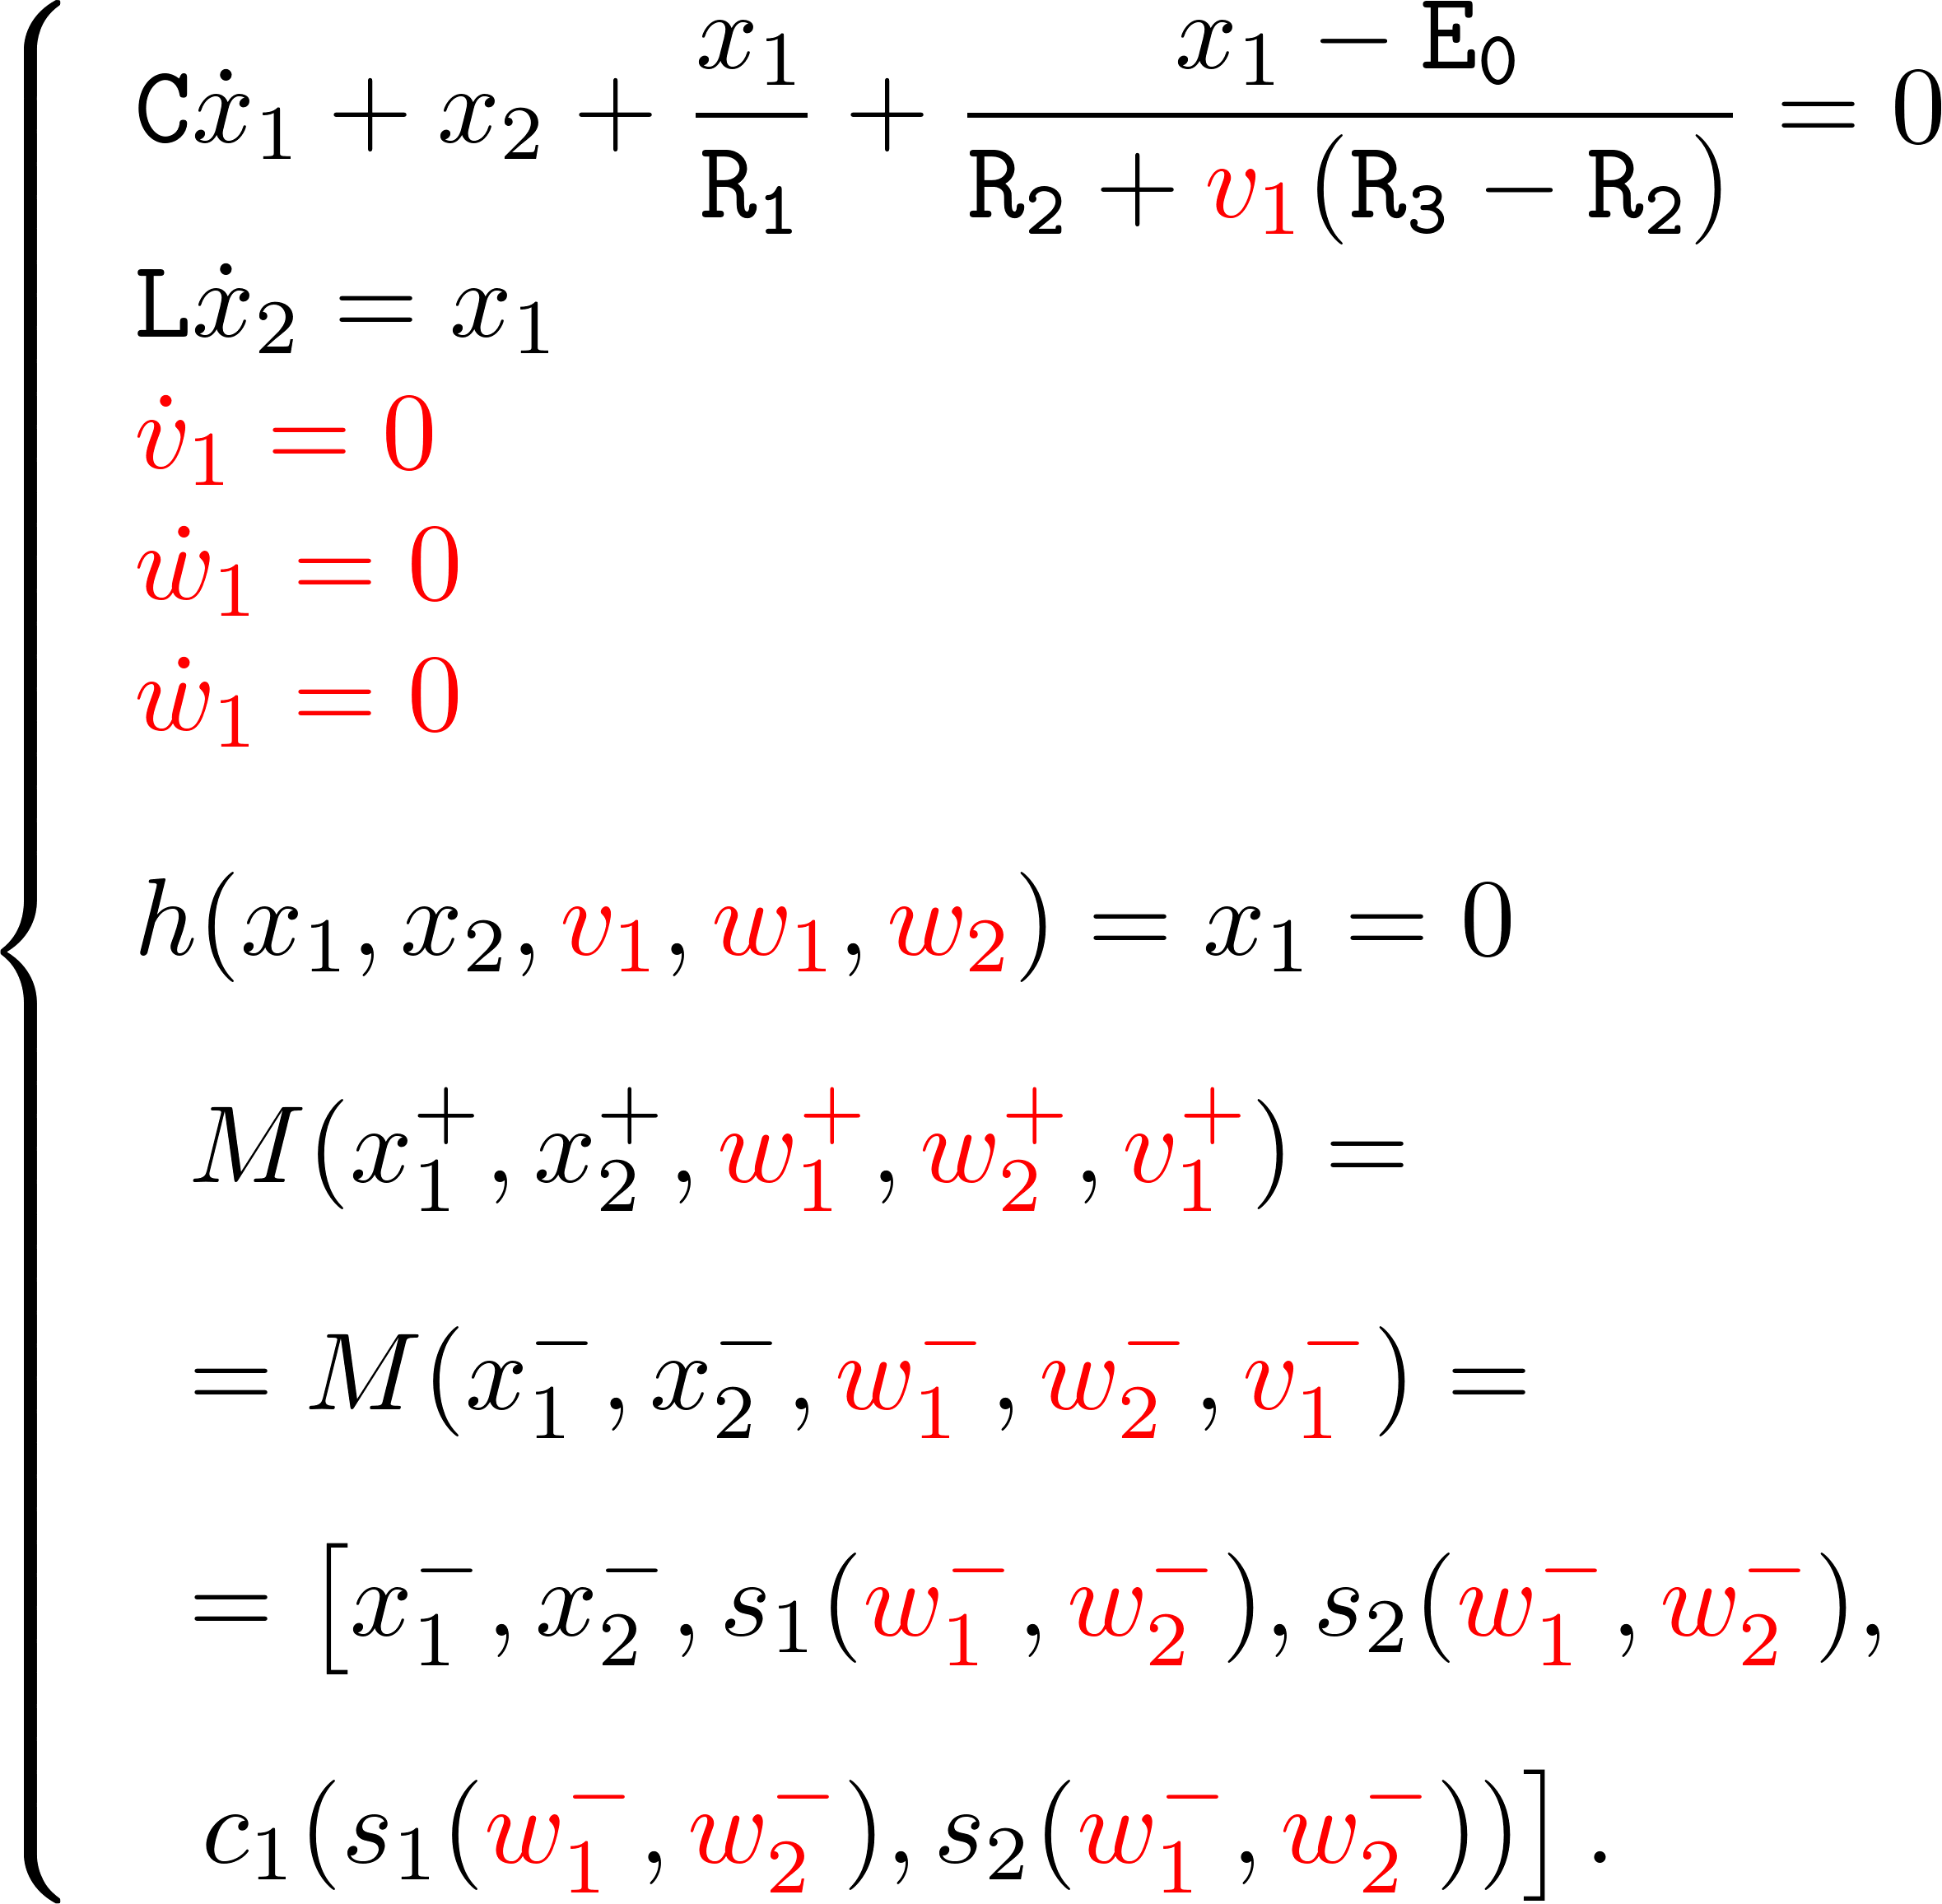 Cẋ₁ + x₂ + x₁/R₁ + (x₁ − E₀)/(R₂ + v₁(R₃ − R₂)) = 0
Lẋ₂ = x₁
v̇₁ = 0
ẇ₁ = 0
ẇ₁ = 0
h(x₁, x₂, v₁, w₁, w₂) = x₁ = 0
M(x₁⁺, x₂⁺, w₁⁺, w₂⁺, v₁⁺) =
= M(x₁⁻, x₂⁻, w₁⁻, w₂⁻, v₁⁻) =
= [x₁⁻, x₂⁻, s₁(w₁⁻, w₂⁻), s₂(w₁⁻, w₂⁻),
c₁(s₁(w₁⁻, w₂⁻), s₂(w₁⁻, w₂⁻))] .